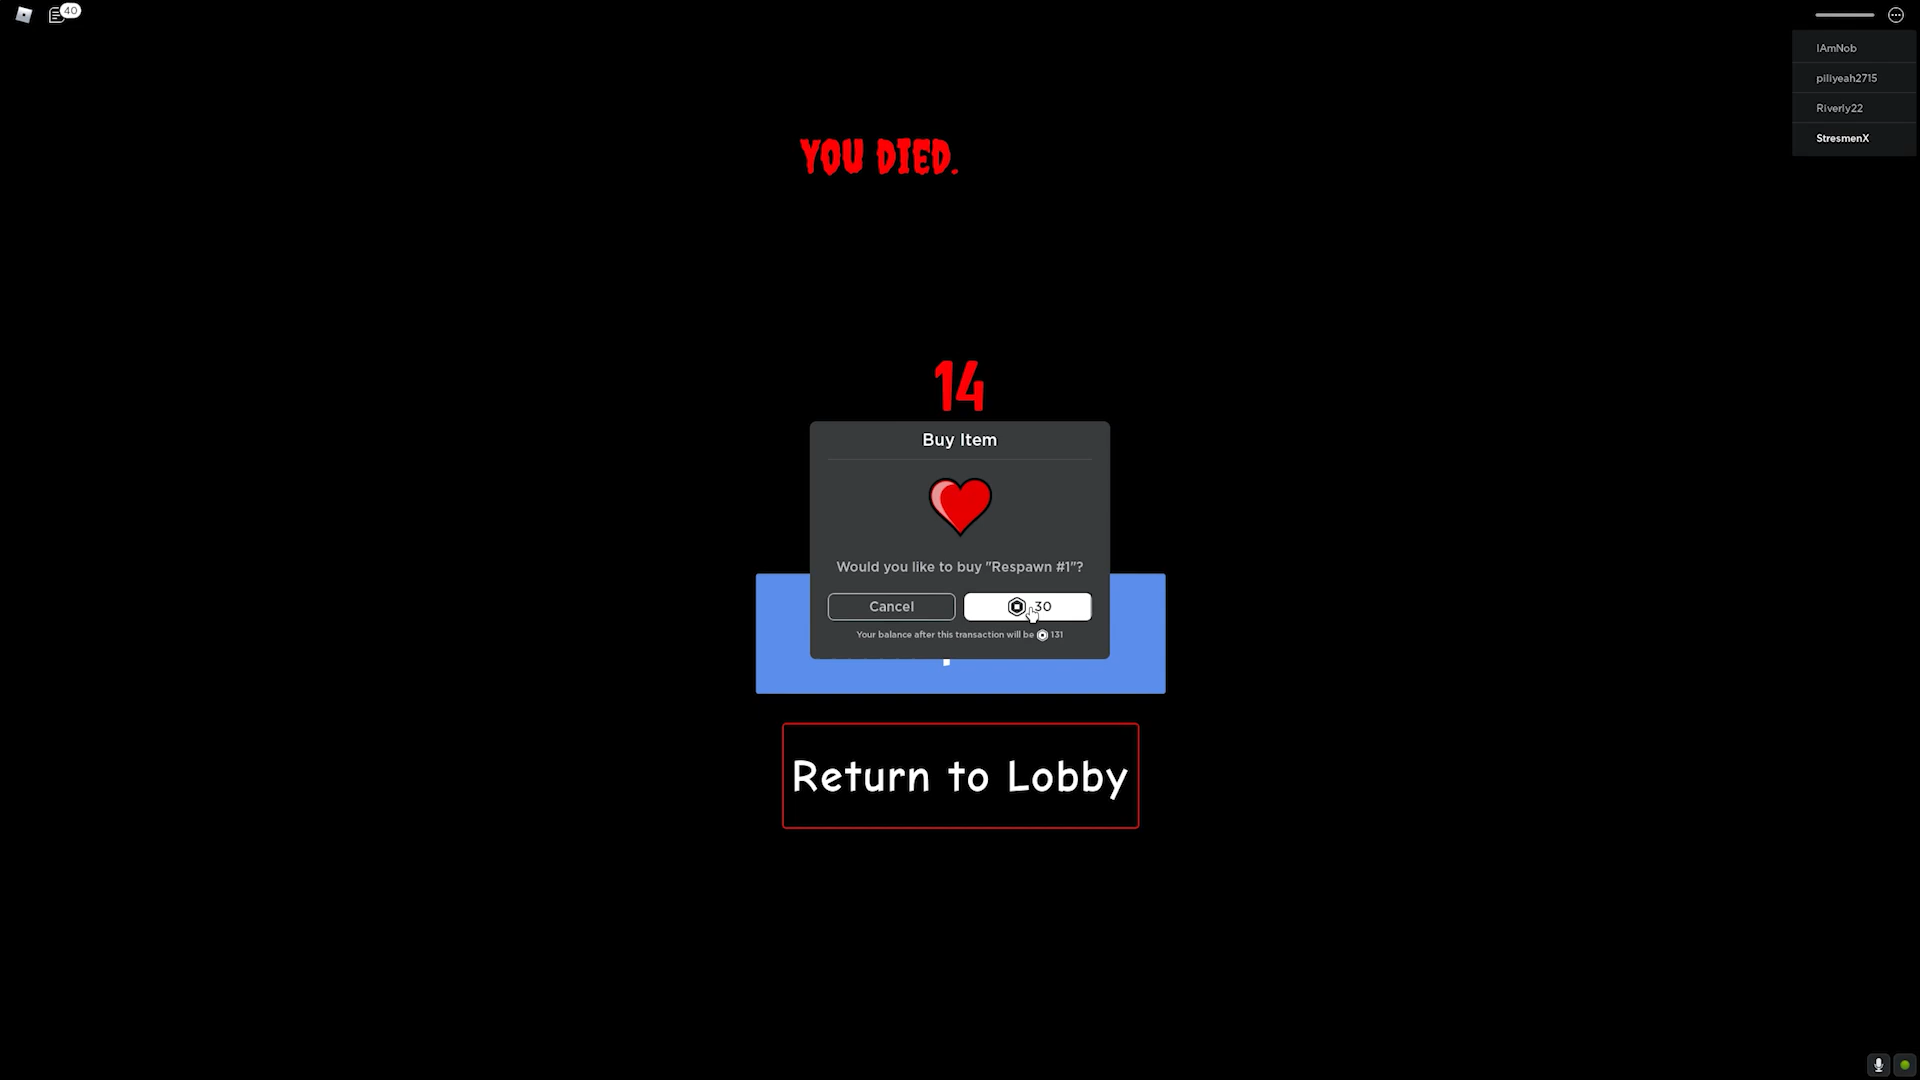 40
IAmNob
piliyeah2715
Riverly22
StresmenX
YOU DIED.
14
Buy Item
Would you like to buy "Respawn #1"?
Cancel
30
Your balance after this transaction will be 131
Return to Lobby